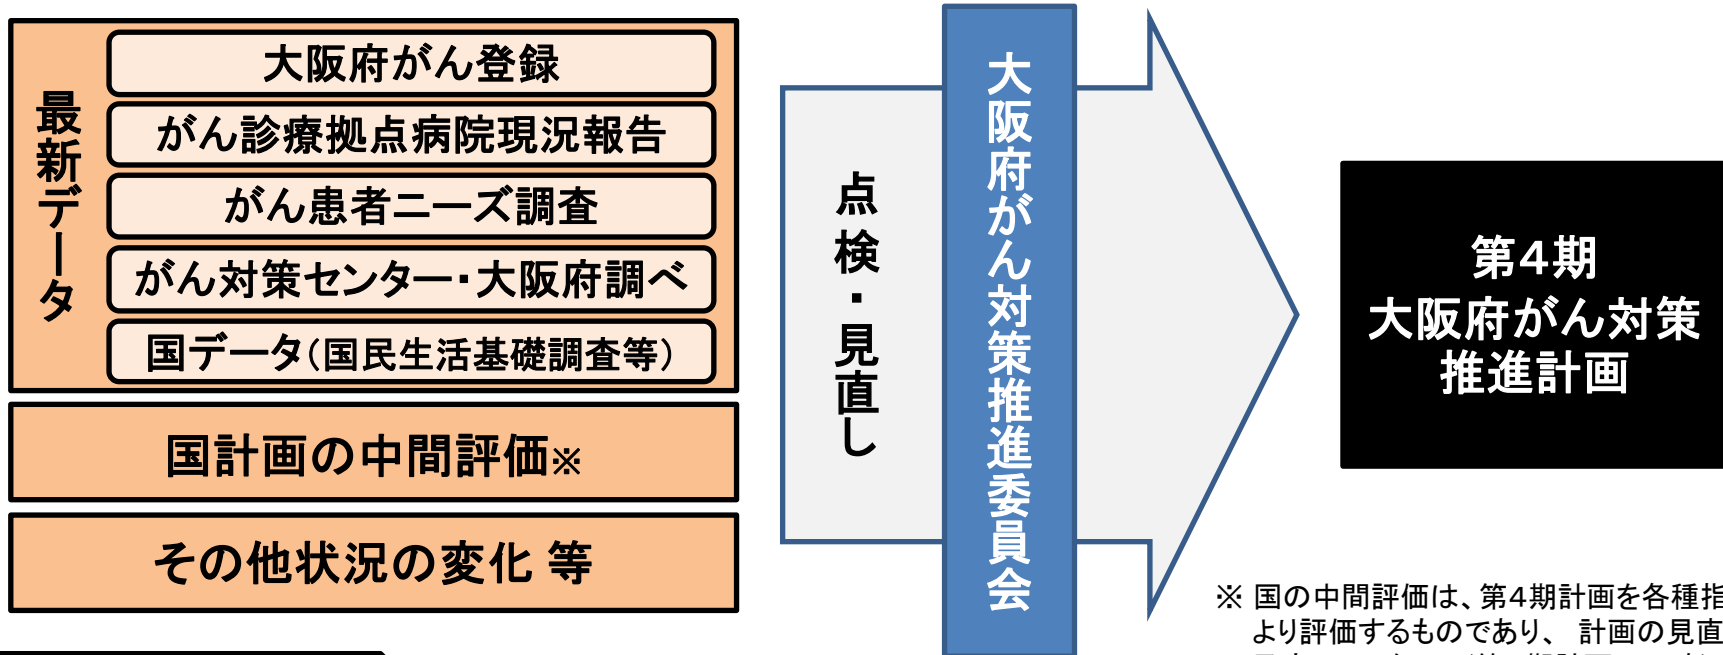 最新データ
大阪府がん登録
がん診療拠点病院現況報告
がん患者ニーズ調査
がん対策センター・大阪府調べ
国データ（国民生活基礎調査等）
国計画の中間評価※
その他状況の変化 等
点検・見直し
大阪府がん対策推進委員会
第4期
大阪府がん対策
推進計画
※ 国の中間評価は、第4期計画を各種指
より評価するものであり、 計画の見直